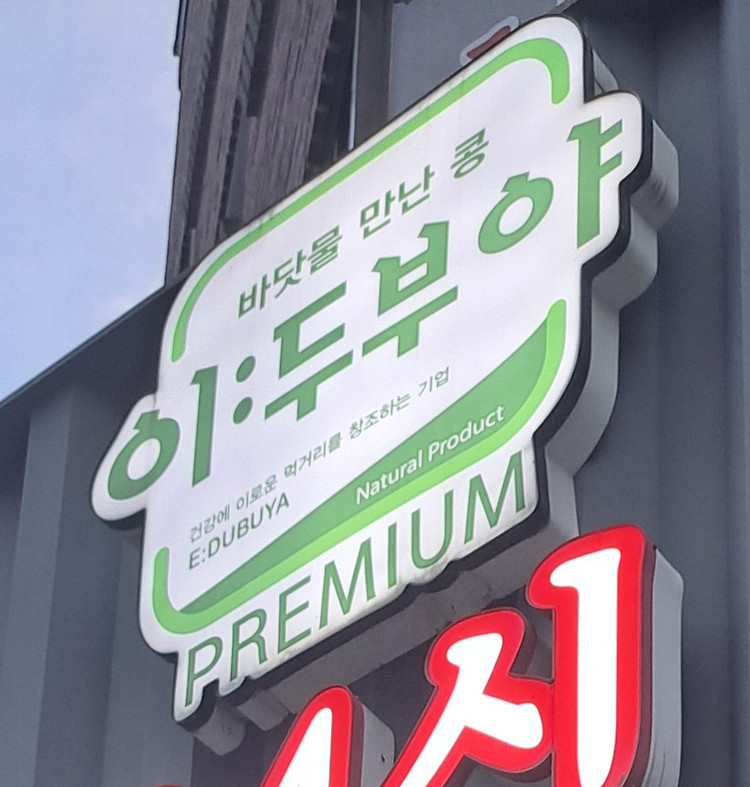 바닷물 만난 콩
이:두부야
건강에 이로운 먹거리를 창조하는 기업
E:DUBUYA
Natural Product
PREMIUM
시